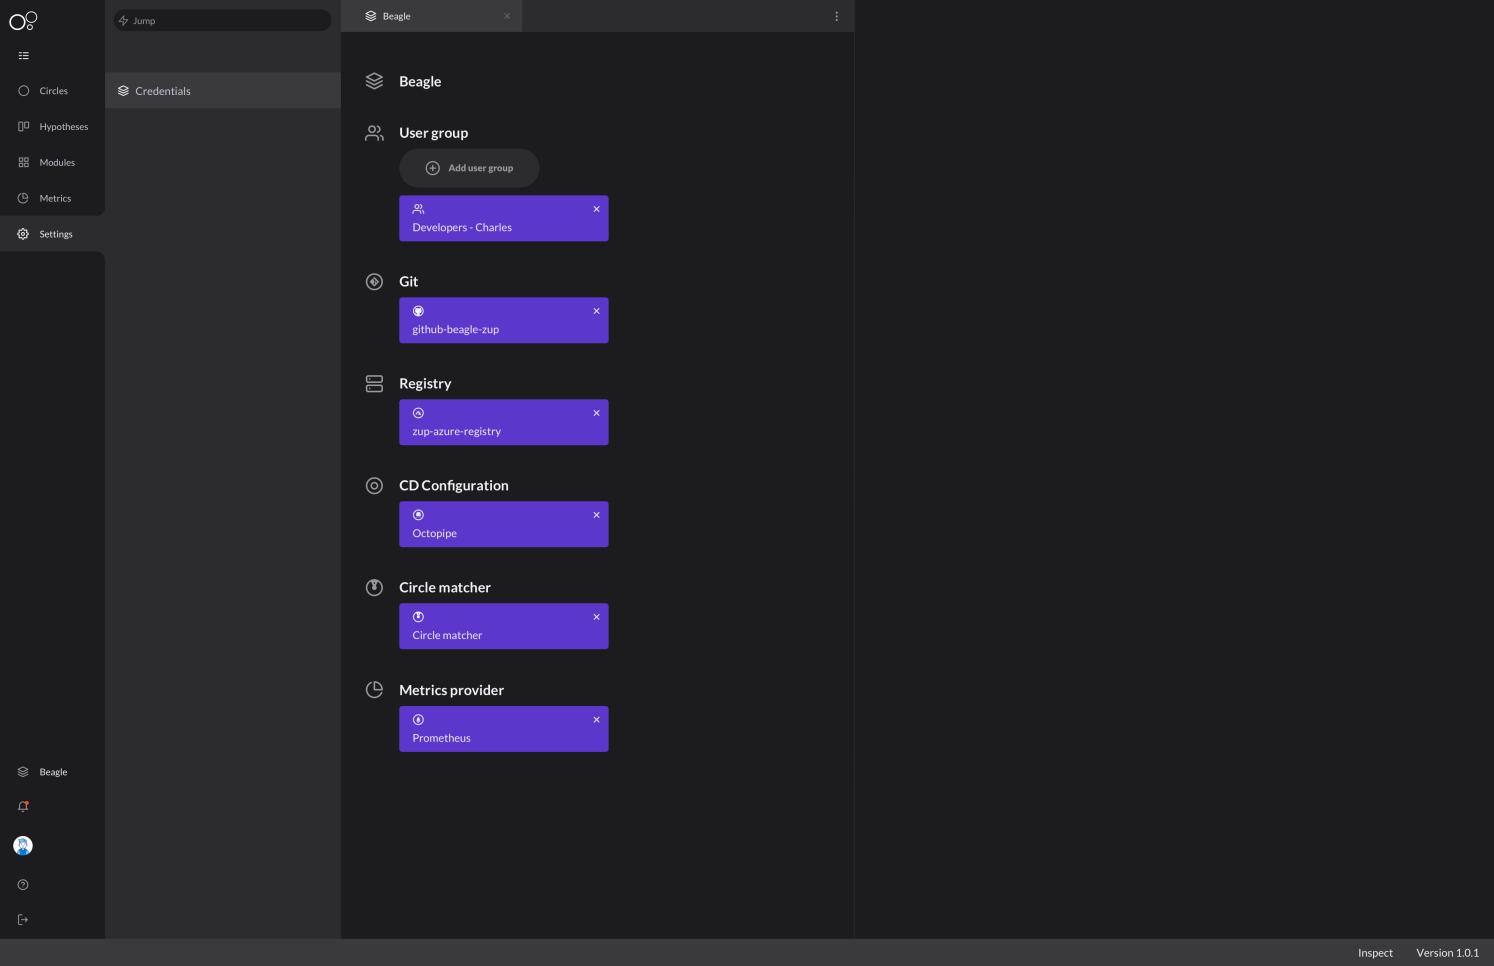 Jump
Circles
Hypotheses
Modules
Metrics
Settings
Credentials
Beagle
Beagle
User group
Add user group
Developers - Charles
Git
github-beagle-zup
Registry
zup-azure-registry
CD Configuration
Octopipe
Circle matcher
Circle matcher
Metrics provider
Prometheus
Beagle
Inspect
Version 1.0.1